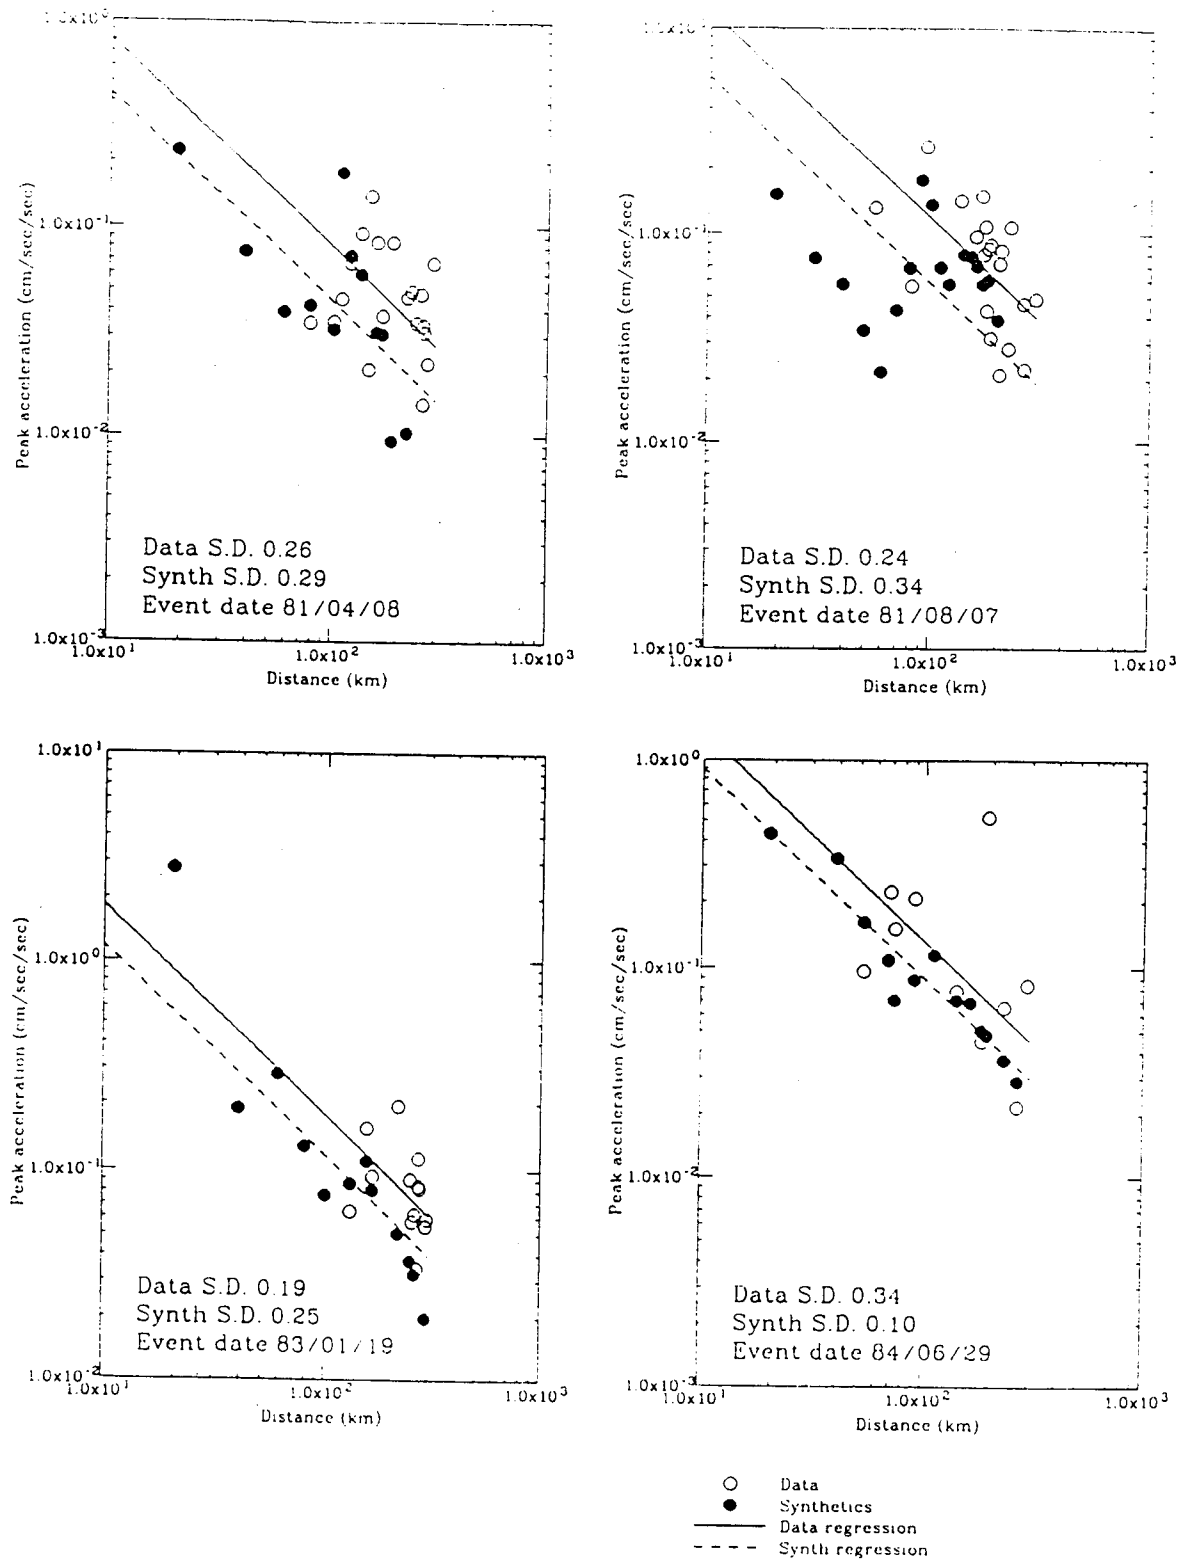 1.0x10⁰
1.0x10⁻¹
1.0x10⁻²
1.0x10⁻³
Peak acceleration (cm/sec/sec)
Data S.D. 0.26
Synth S.D. 0.29
Event date 81/04/08
1.0x10¹
1.0x10²
1.0x10³
Distance (km)
1.0x10⁰
1.0x10⁻¹
1.0x10⁻²
1.0x10⁻³
Peak acceleration (cm/sec/sec)
Data S.D. 0.24
Synth S.D. 0.34
Event date 81/08/07
1.0x10¹
1.0x10²
1.0x10³
Distance (km)
1.0x10¹
1.0x10⁰
1.0x10⁻¹
1.0x10⁻²
Peak acceleration (cm/sec/sec)
Data S.D. 0.19
Synth S.D. 0.25
Event date 83/01/19
1.0x10¹
1.0x10²
1.0x10³
Distance (km)
1.0x10⁰
1.0x10⁻¹
1.0x10⁻²
1.0x10⁻³
Peak acceleration (cm/sec/sec)
Data S.D. 0.34
Synth S.D. 0.10
Event date 84/06/29
1.0x10¹
1.0x10²
1.0x10³
Distance (km)
Data
Synthetics
Data regression
Synth regression